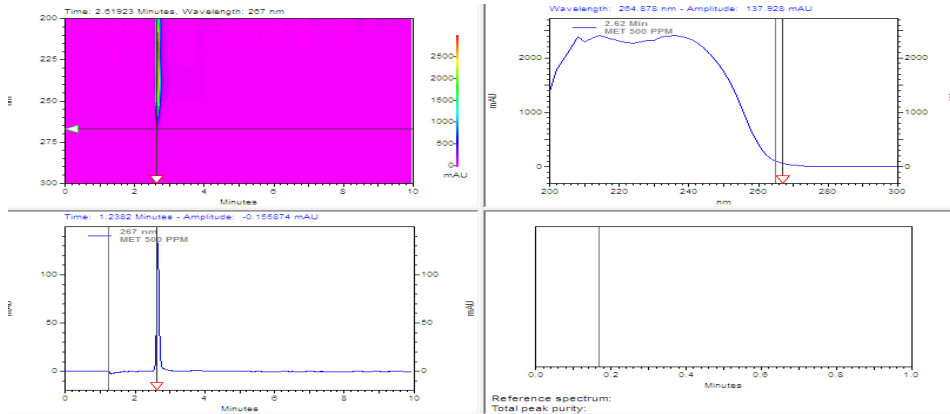 Time: 2.61923 Minutes, Wavelength: 267 nm
200
225
250
275
300
0
2
4
6
8
10
Minutes
2500
2000
1500
1000
500
0
mAU
Wavelength: 264.878 nm - Amplitude: 137.928 mAU
2.62 Min
MET 500 PPM
mAU
2000
1000
0
2000
1000
0
200
220
240
260
280
300
nm
Time: 1.2382 Minutes - Amplitude: -0.155874 mAU
267 nm
MET 500 PPM
100
50
0
100
50
0
mAU
0
2
4
6
8
10
Minutes
0.0
0.2
0.4
0.6
0.8
1.0
Minutes
Reference spectrum:
Total peak purity: